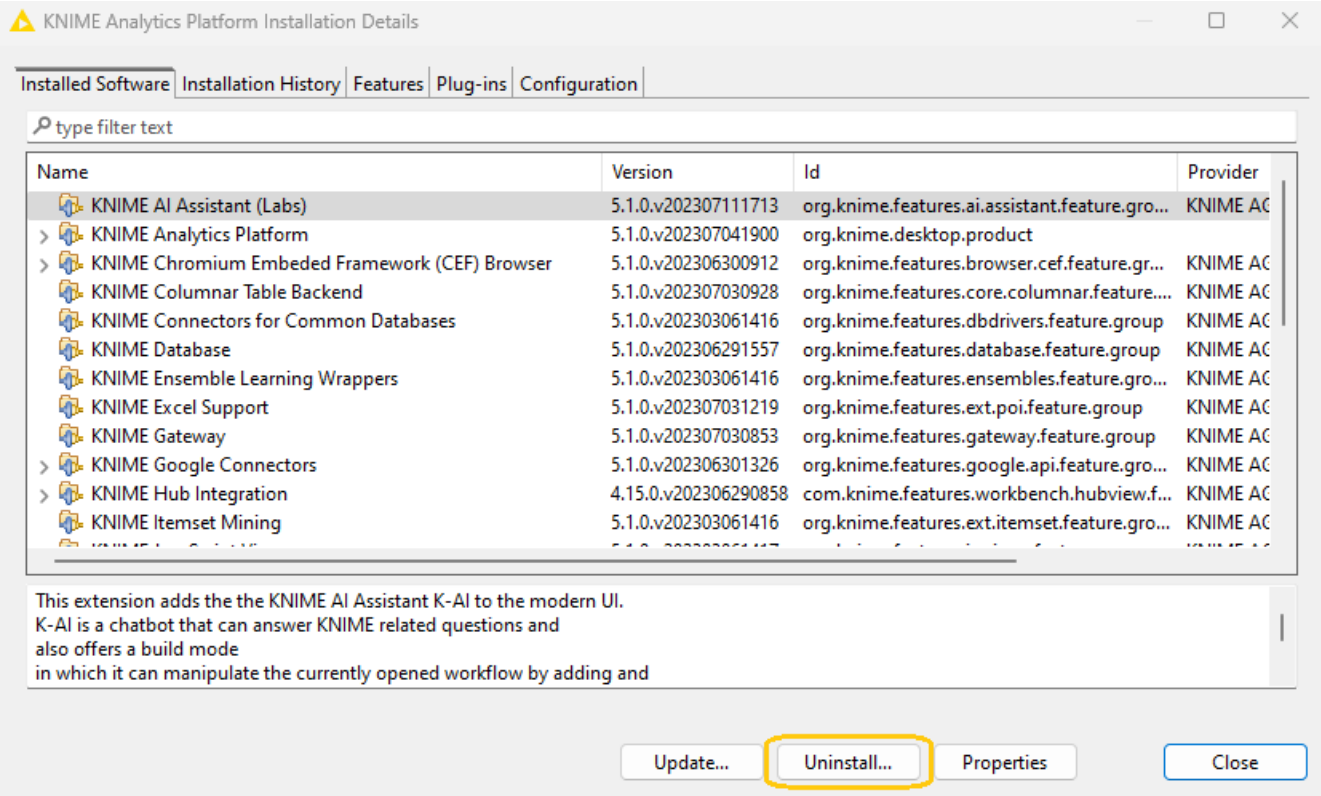 KNIME Analytics Platform Installation Details
Installed Software Installation History Features Plug-ins Configuration
type filter text
Name Version Id Provider
KNIME AI Assistant (Labs) 5.1.0.v202307111713 org.knime.features.ai.assistant.feature.gro... KNIME AG
KNIME Analytics Platform 5.1.0.v202307041900 org.knime.desktop.product
KNIME Chromium Embeded Framework (CEF) Browser 5.1.0.v202306300912 org.knime.features.browser.cef.feature.gr... KNIME AG
KNIME Columnar Table Backend 5.1.0.v202307030928 org.knime.features.core.columnar.feature.... KNIME AG
KNIME Connectors for Common Databases 5.1.0.v202303061416 org.knime.features.dbdrivers.feature.group KNIME AG
KNIME Database 5.1.0.v202306291557 org.knime.features.database.feature.group KNIME AG
KNIME Ensemble Learning Wrappers 5.1.0.v202303061416 org.knime.features.ensembles.feature.gro... KNIME AG
KNIME Excel Support 5.1.0.v202307031219 org.knime.features.ext.poi.feature.group KNIME AG
KNIME Gateway 5.1.0.v202307030853 org.knime.features.gateway.feature.group KNIME AG
KNIME Google Connectors 5.1.0.v202306301326 org.knime.features.google.api.feature.gro... KNIME AG
KNIME Hub Integration 4.15.0.v202306290858 com.knime.features.workbench.hubview.f... KNIME AG
KNIME Itemset Mining 5.1.0.v202303061416 org.knime.features.ext.itemset.feature.gro... KNIME AG
This extension adds the the KNIME AI Assistant K-AI to the modern UI.
K-AI is a chatbot that can answer KNIME related questions and
also offers a build mode
in which it can manipulate the currently opened workflow by adding and
Update... Uninstall... Properties Close